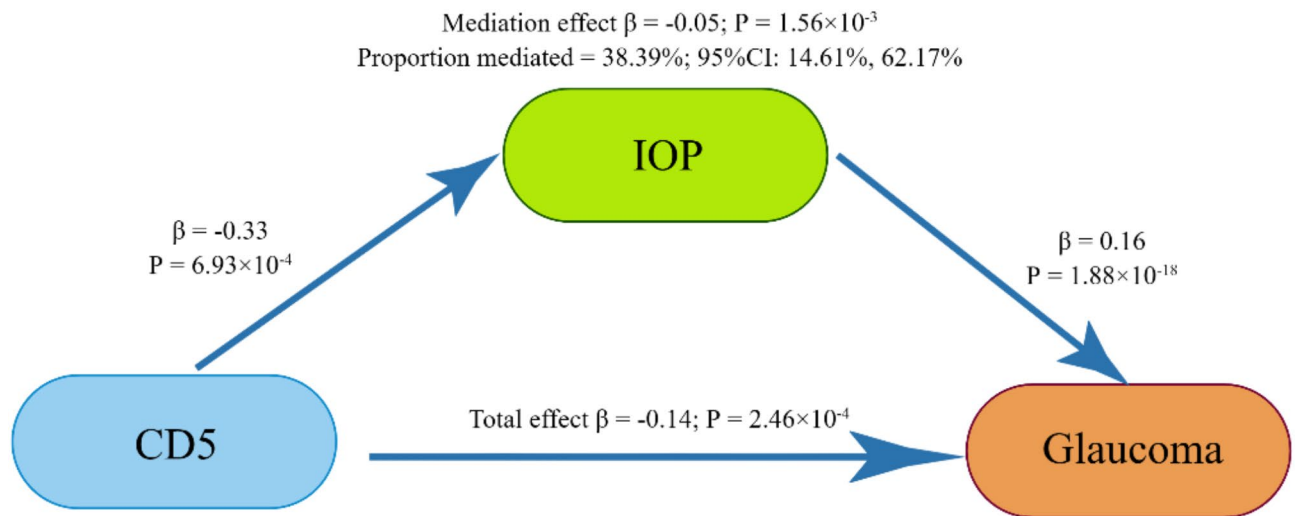 Mediation effect β = -0.05; P = 1.56×10⁻³
Proportion mediated = 38.39%; 95%CI: 14.61%, 62.17%
IOP
β = -0.33
P = 6.93×10⁻⁴
β = 0.16
P = 1.88×10⁻¹⁸
Total effect β = -0.14; P = 2.46×10⁻⁴
CD5
Glaucoma